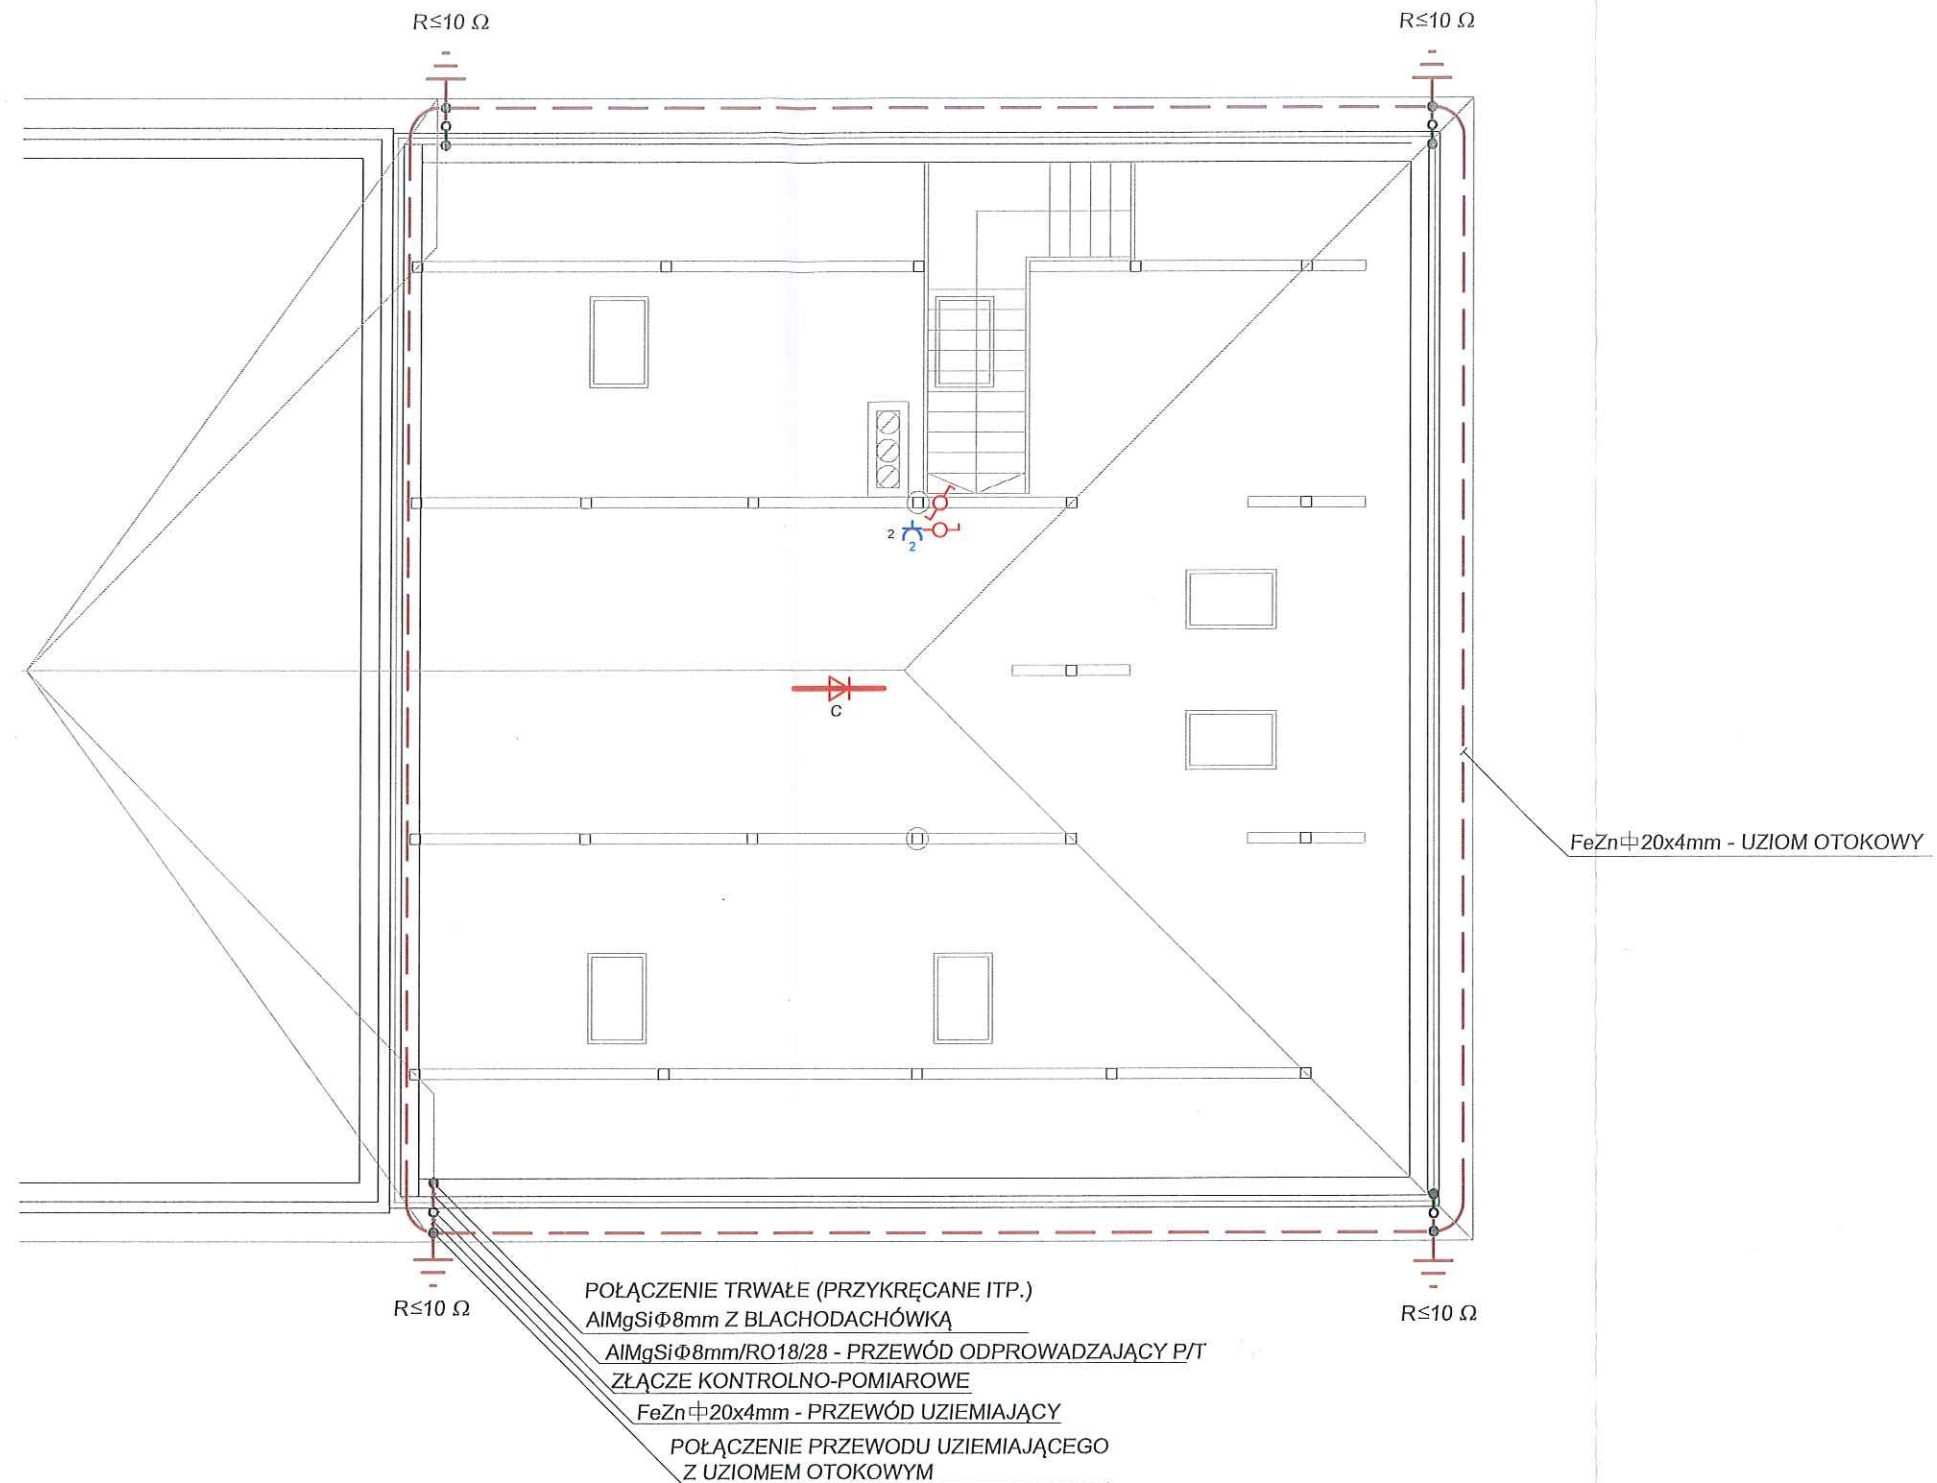 R≤10 Ω
R≤10 Ω
2
2
C
FeZn⌀20x4mm - UZIOM OTOKOWY
R≤10 Ω
R≤10 Ω
POŁĄCZENIE TRWAŁE (PRZYKRĘCANE ITP.)
AlMgSiΦ8mm Z BLACHODACHÓWKĄ
AlMgSiΦ8mm/RO18/28 - PRZEWÓD ODPROWADZAJĄCY P/T
ZŁĄCZE KONTROLNO-POMIAROWE
FeZn⌀20x4mm - PRZEWÓD UZIEMIAJĄCY
POŁĄCZENIE PRZEWODU UZIEMIAJĄCEGO
Z UZIOMEM OTOKOWYM